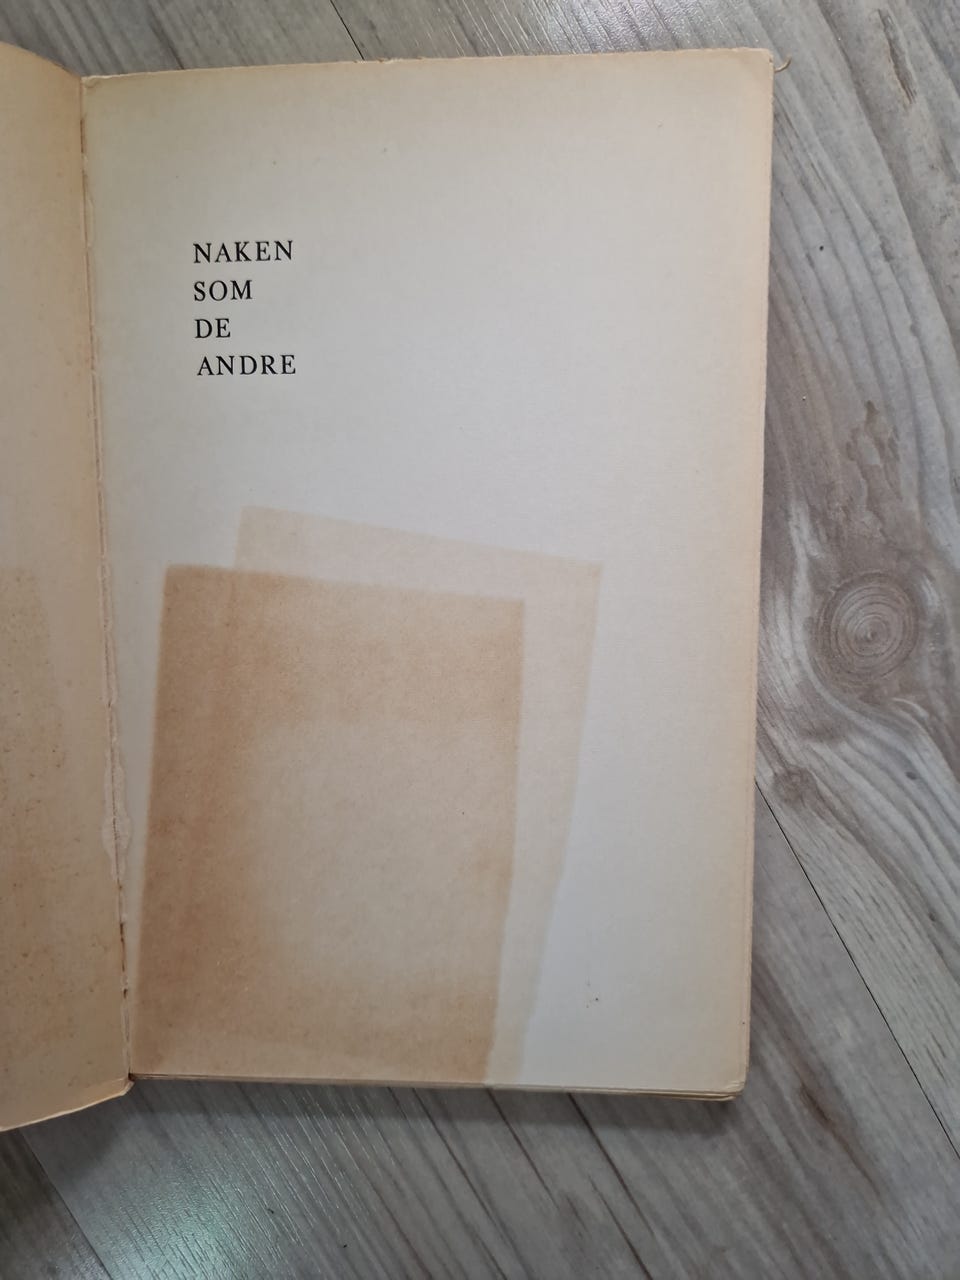 NAKEN
SOM
DE
ANDRE